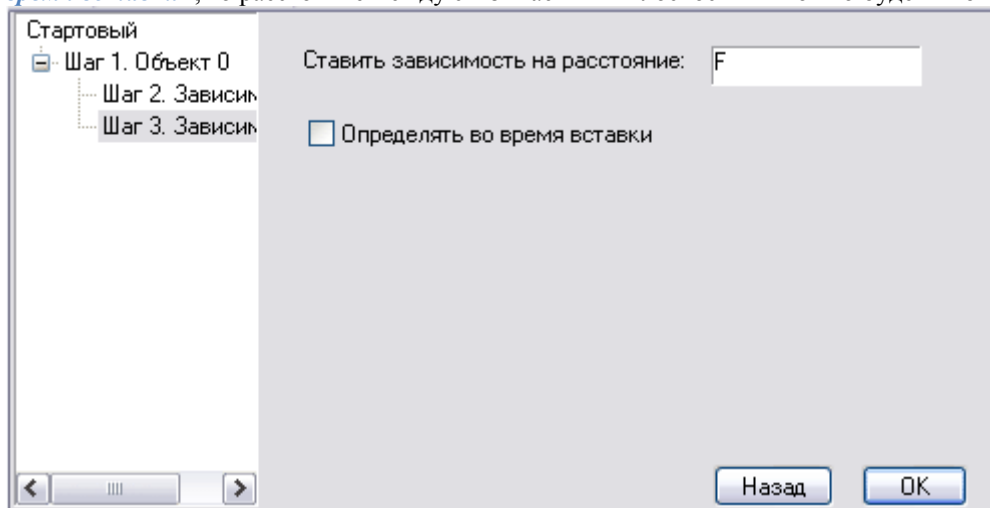 Стартовый
Шаг 1. Объект 0
Шаг 2. Зависим
Шаг 3. Зависим
Ставить зависимость на расстояние: F
Определять во время вставки
Назад OK